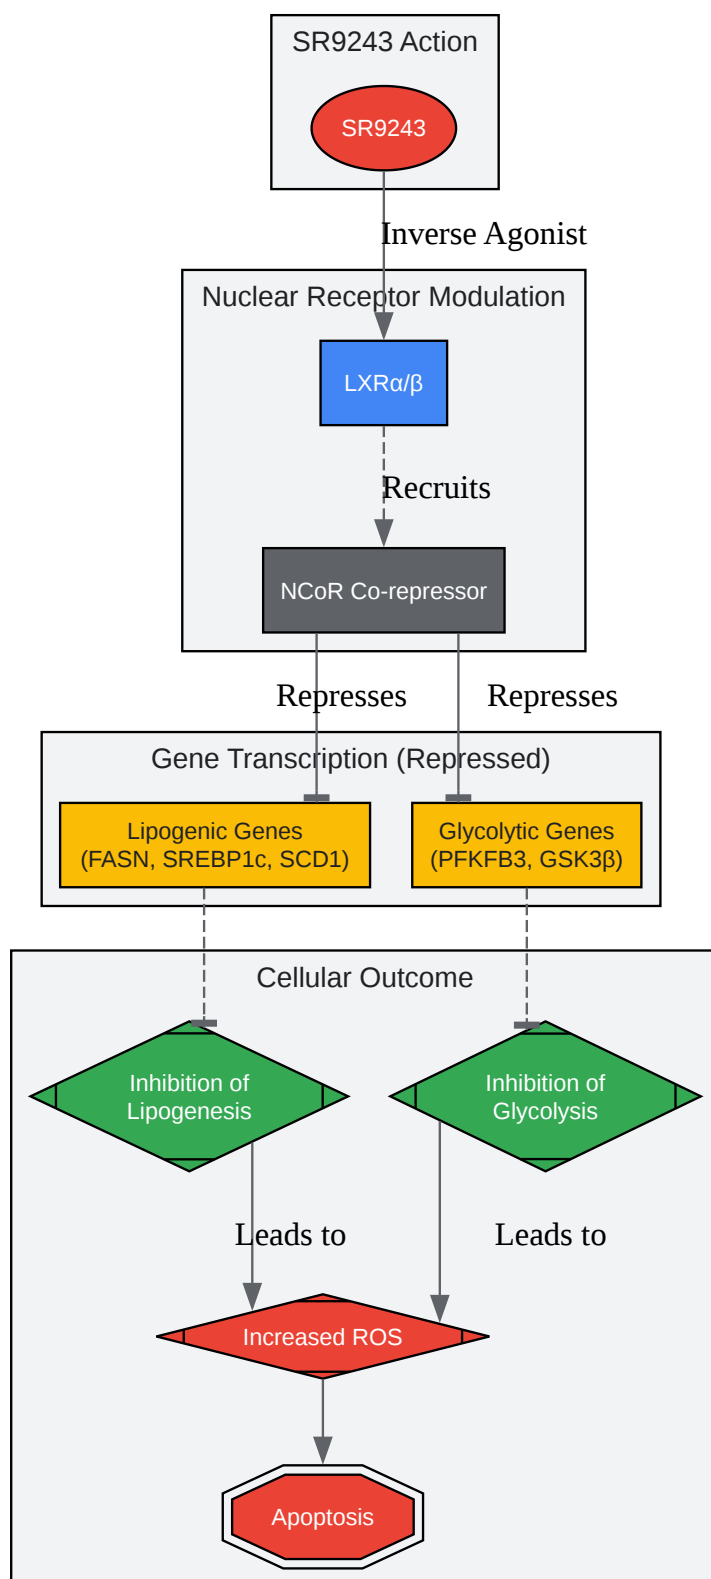 SR9243 Action
SR9243
Inverse Agonist
Nuclear Receptor Modulation
LXRα/β
Recruits
NCoR Co-repressor
Represses
Represses
Gene Transcription (Repressed)
Lipogenic Genes
(FASN, SREBP1c, SCD1)
Glycolytic Genes
(PFKFB3, GSK3β)
Cellular Outcome
Inhibition of
Lipogenesis
Inhibition of
Glycolysis
Leads to
Leads to
Increased ROS
Apoptosis